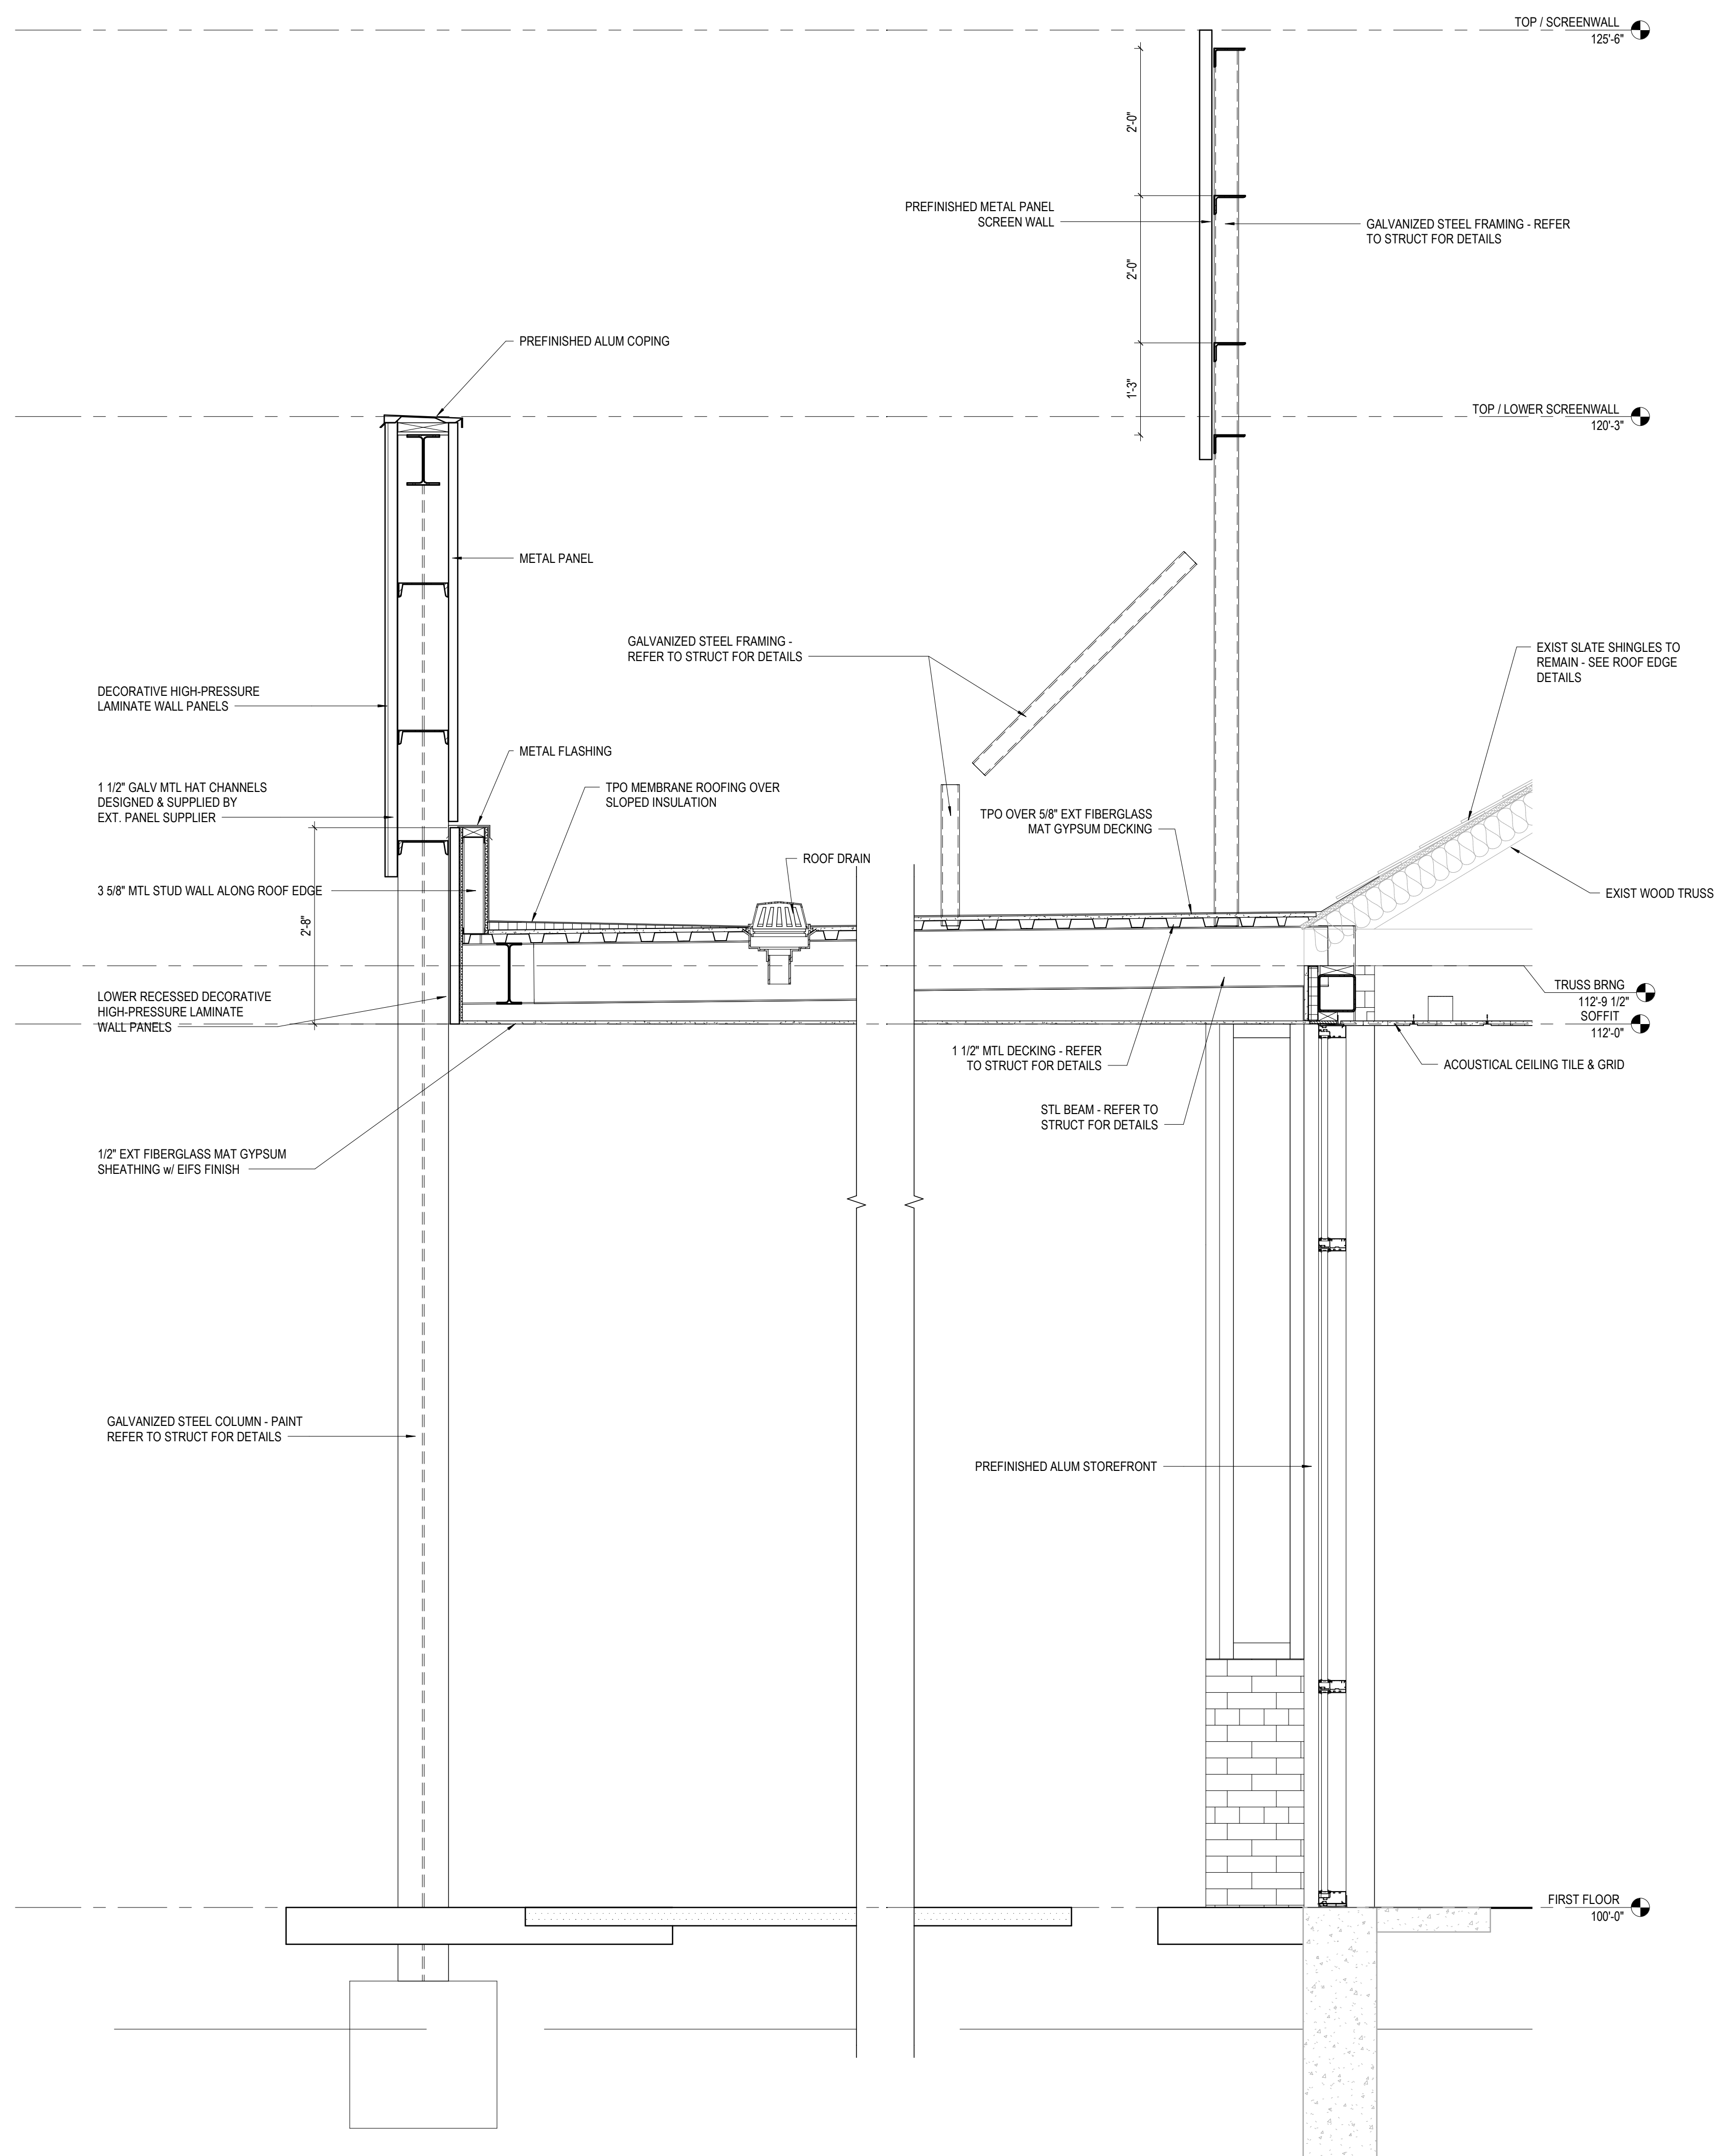 TOP / SCREENWALL
125'-6"
2'-0"
PREFINISHED METAL PANEL
SCREEN WALL
GALVANIZED STEEL FRAMING - REFER
TO STRUCT FOR DETAILS
2'-0"
PREFINISHED ALUM COPING
1'-3"
TOP / LOWER SCREENWALL
120'-3"
METAL PANEL
GALVANIZED STEEL FRAMING -
REFER TO STRUCT FOR DETAILS
EXIST SLATE SHINGLES TO
REMAIN - SEE ROOF EDGE
DETAILS
DECORATIVE HIGH-PRESSURE
LAMINATE WALL PANELS
METAL FLASHING
1 1/2" GALV MTL HAT CHANNELS
DESIGNED & SUPPLIED BY
EXT. PANEL SUPPLIER
TPO MEMBRANE ROOFING OVER
SLOPED INSULATION
TPO OVER 5/8" EXT FIBERGLASS
MAT GYPSUM DECKING
ROOF DRAIN
3 5/8" MTL STUD WALL ALONG ROOF EDGE
EXIST WOOD TRUSS
2'-8"
LOWER RECESSED DECORATIVE
HIGH-PRESSURE LAMINATE
WALL PANELS
TRUSS BRNG
112'-9 1/2"
SOFFIT
112'-0"
1 1/2" MTL DECKING - REFER
TO STRUCT FOR DETAILS
ACOUSTICAL CEILING TILE & GRID
STL BEAM - REFER TO
STRUCT FOR DETAILS
1/2" EXT FIBERGLASS MAT GYPSUM
SHEATHING w/ EIFS FINISH
GALVANIZED STEEL COLUMN - PAINT
REFER TO STRUCT FOR DETAILS
PREFINISHED ALUM STOREFRONT
FIRST FLOOR
100'-0"